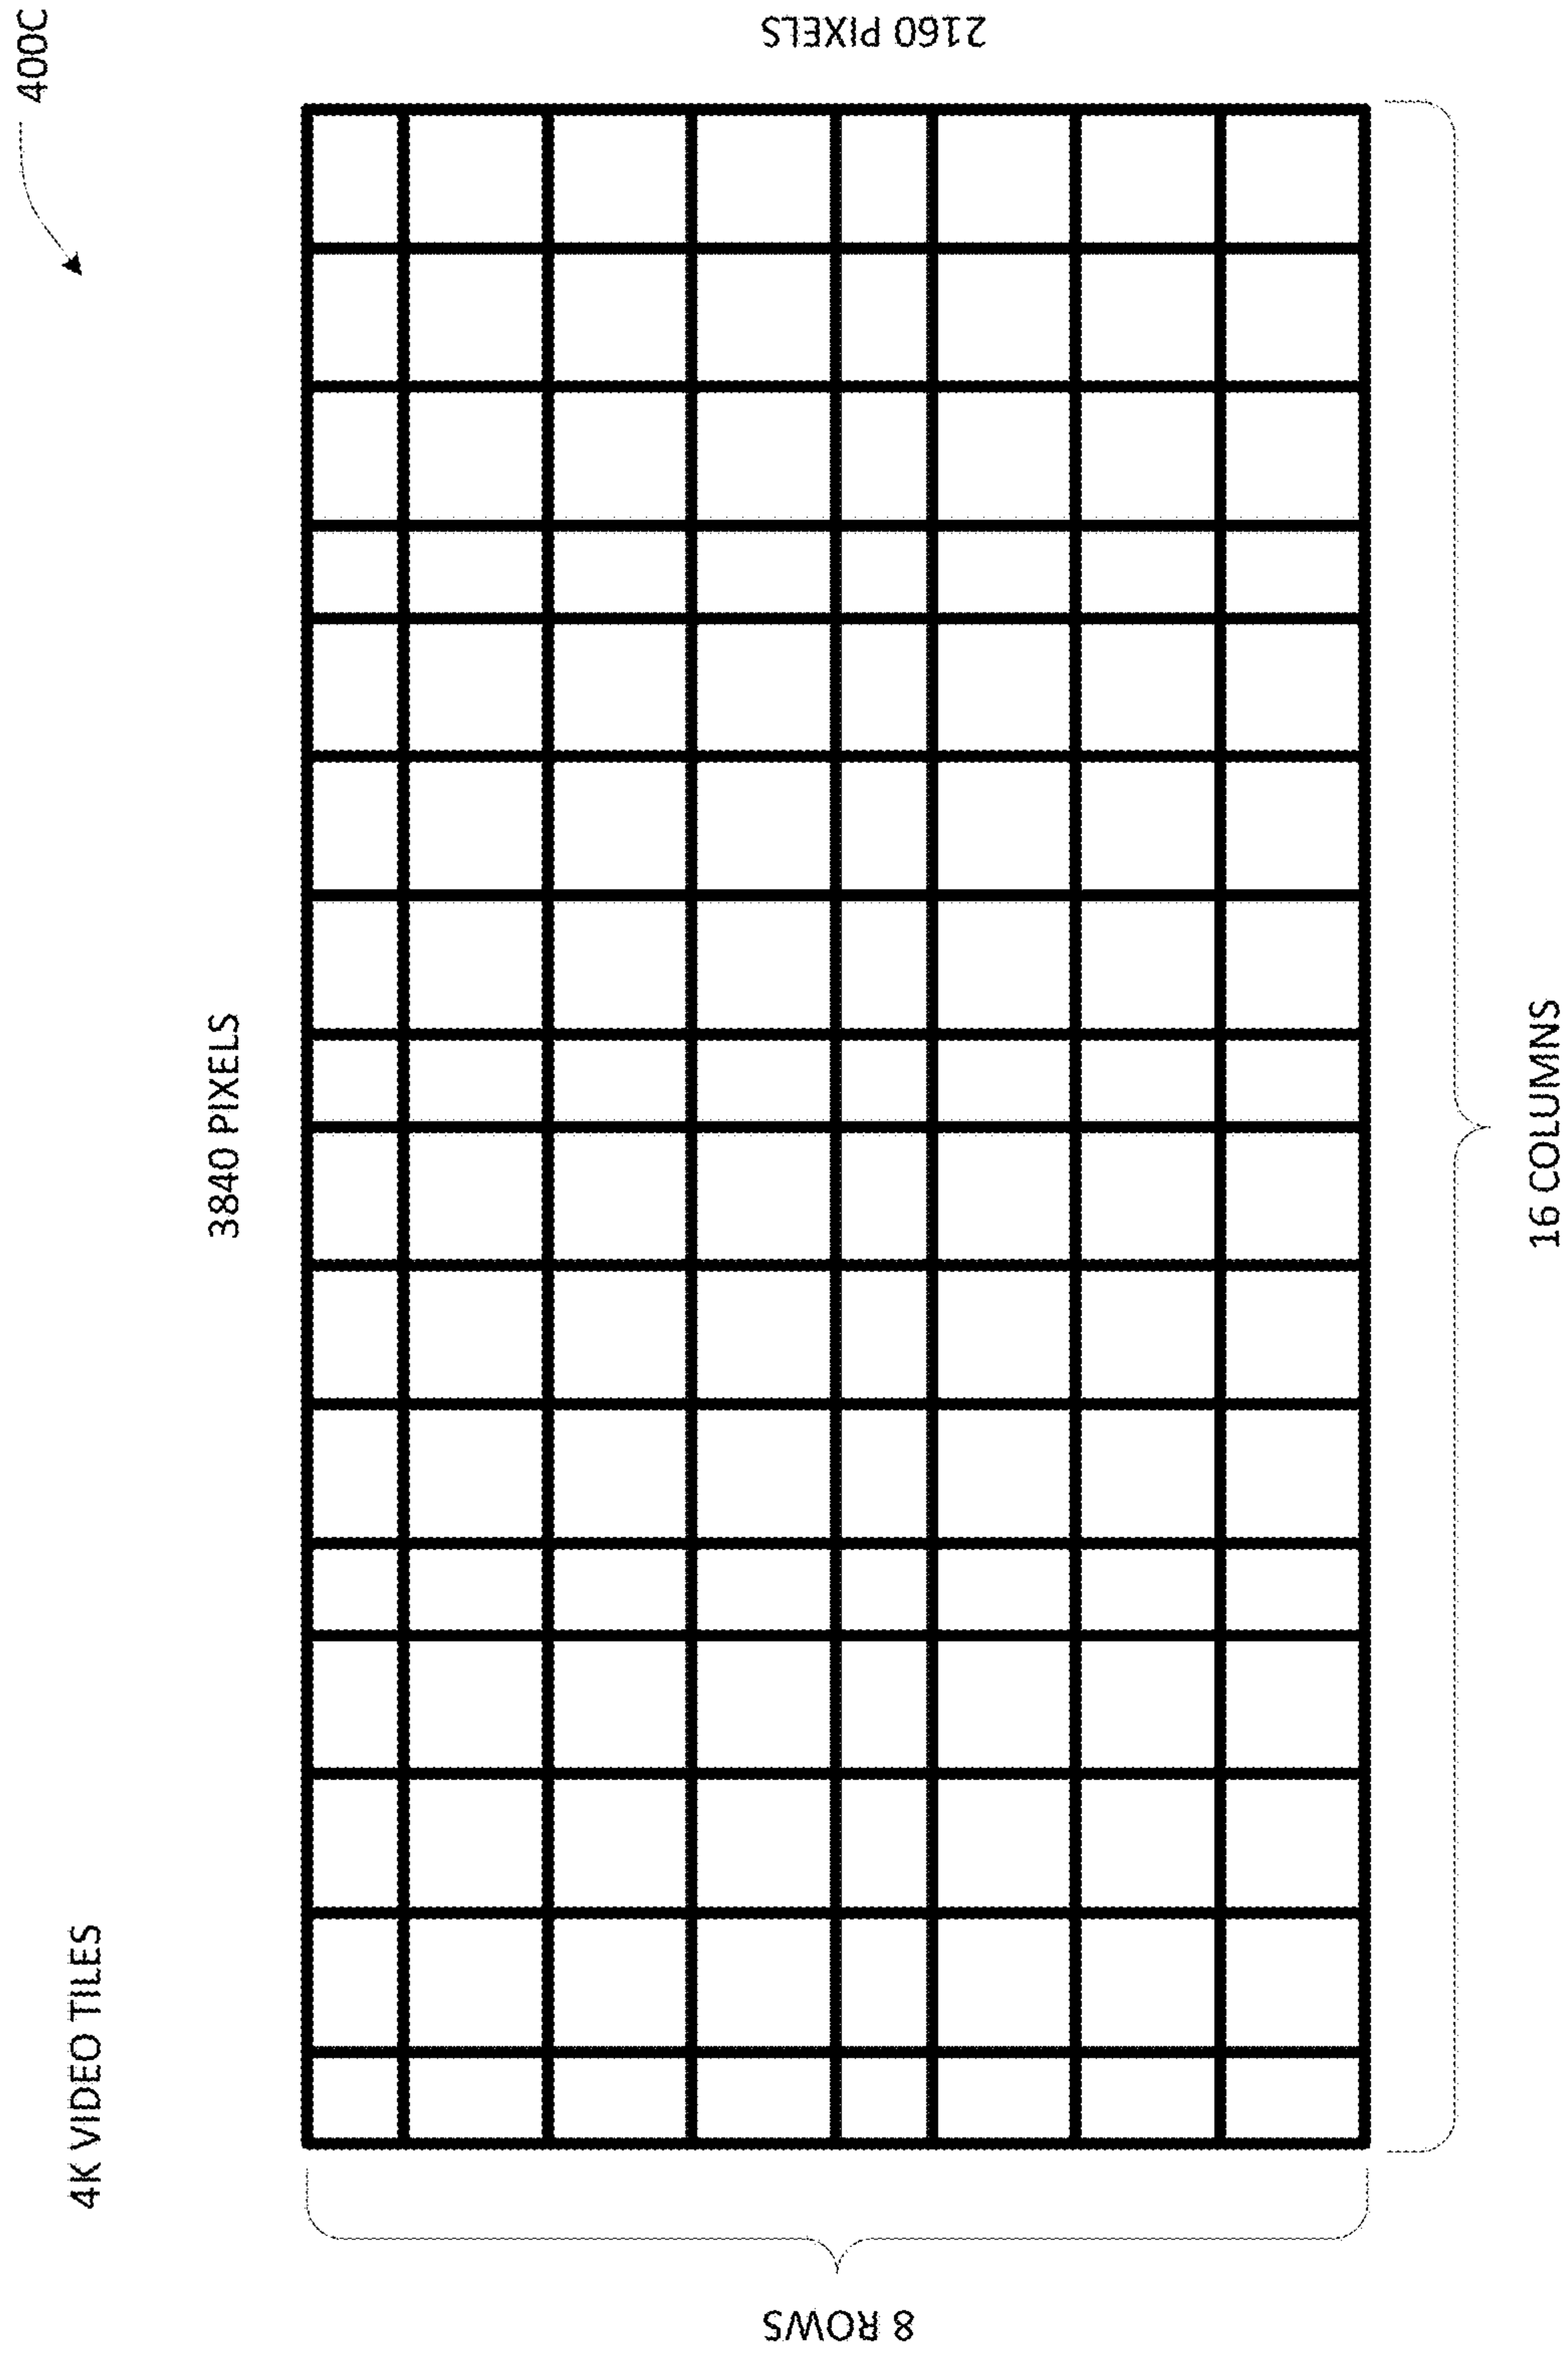 400C
4K VIDEO TILES
3840 PIXELS
2160 PIXELS
8 ROWS
16 COLUMNS